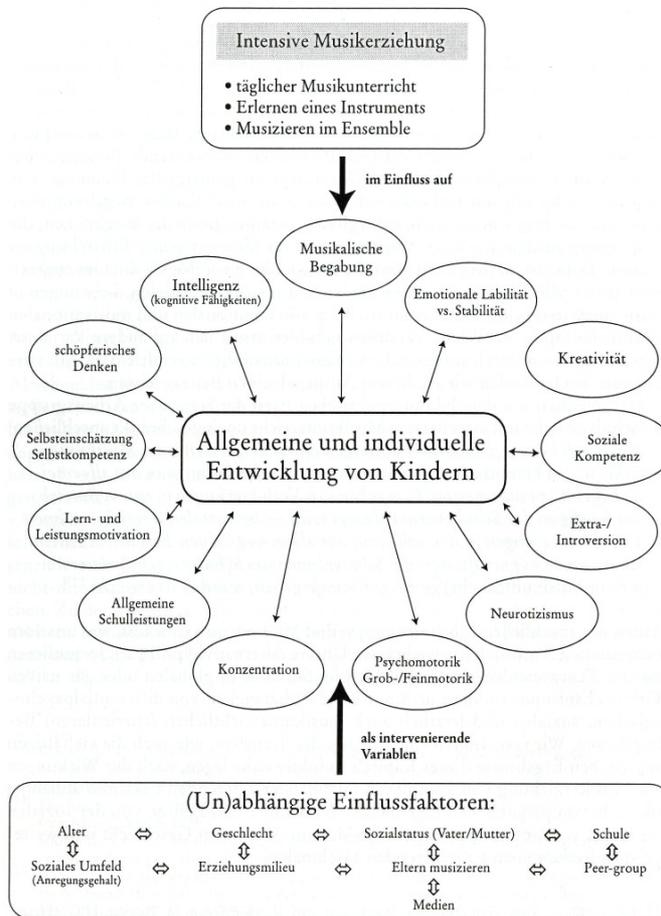 Intensive Musikerziehung
• täglicher Musikunterricht
• Erlernen eines Instruments
• Musizieren im Ensemble
im Einfluss auf
Musikalische
Begabung
Intelligenz
(kognitive Fähigkeiten)
Emotionale Labilität
vs. Stabilität
schöpferisches
Denken
Kreativität
Selbsteinschätzung
Selbstkompetenz
Allgemeine und individuelle
Entwicklung von Kindern
Soziale
Kompetenz
Lern- und
Leistungsmotivation
Extra-/
Introversion
Allgemeine
Schulleistungen
Neurotizismus
Konzentration
Psychomotorik
Grob-/Feinmotorik
als intervenierende
Variablen
(Un)abhängige Einflussfaktoren:
Alter ⇔ Geschlecht ⇔ Sozialstatus (Vater/Mutter) ⇔ Schule
Soziales Umfeld ⇔ Erziehungsmilieu ⇔ Eltern musizieren ⇔ Peer-group
(Anregungsgehalt)
Medien